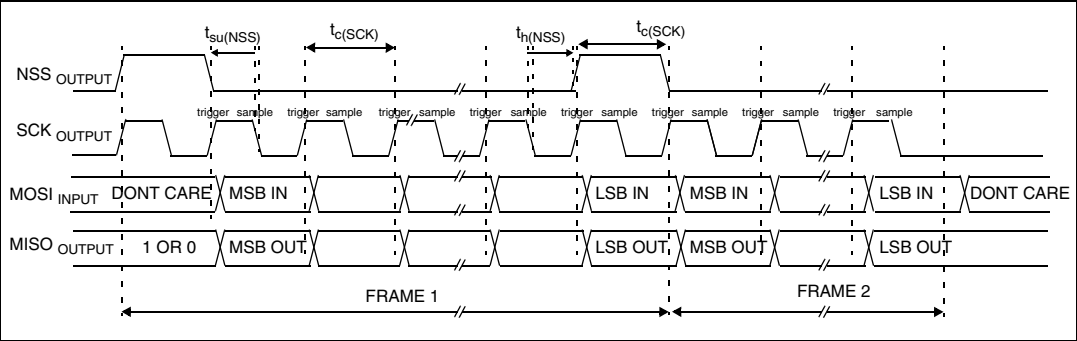 tsu(NSS) tc(SCK) th(NSS) tc(SCK)
NSS OUTPUT
trigger sample trigger sample trigger sample trigger sample trigger sample trigger sample trigger sample trigger sample
SCK OUTPUT
MOSI INPUT DONT CARE MSB IN LSB IN MSB IN LSB IN DONT CARE
MISO OUTPUT 1 OR 0 MSB OUT LSB OUT MSB OUT LSB OUT
FRAME 1 FRAME 2